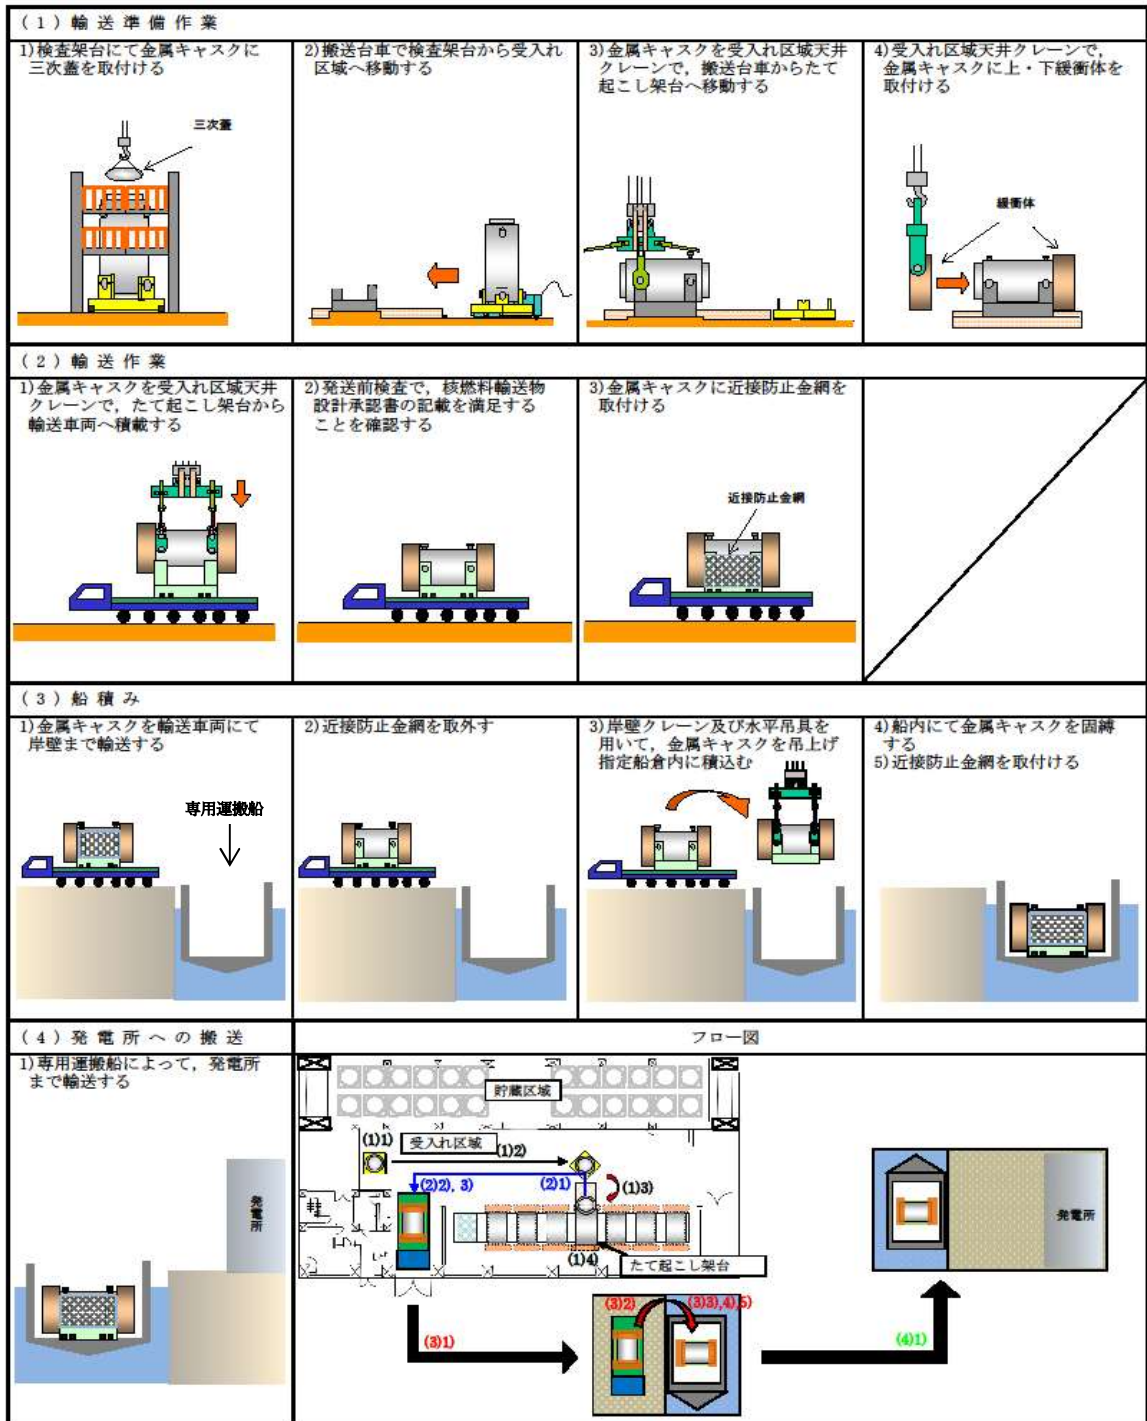 (1)輸送準備作業
1)検査架台にて金属キャスクに
三次蓋を取付ける
三次蓋
2)搬送台車で検査架台から受入れ
区域へ移動する
3)金属キャスクを受入れ区域天井
クレーンで，搬送台車からたて
起こし架台へ移動する
4)受入れ区域天井クレーンで，
金属キャスクに上・下緩衝体を
取付ける
緩衝体
(2)輸送作業
1)金属キャスクを受入れ区域天井
クレーンで，たて起こし架台から
輸送車両へ積載する
2)発送前検査で，核燃料輸送物
設計承認書の記載を満足する
ことを確認する
3)金属キャスクに近接防止金網を
取付ける
近接防止金網
(3)船積み
1)金属キャスクを輸送車両にて
岸壁まで輸送する
専用運搬船
2)近接防止金網を取外す
3)岸壁クレーン及び水平吊具を
用いて，金属キャスクを吊上げ
指定船倉内に積込む
4)船内にて金属キャスクを固縛
する
5)近接防止金網を取付ける
(4)発電所への搬送
1)専用運搬船によって，発電所
まで輸送する
発電所
フロー図
貯蔵区域
(1)1)
受入れ区域
(1)2)
(2)2),3)
(2)1)
(1)3)
(1)4)
たて起こし架台
(3)1)
(3)2)
(3)3),4),5)
(4)1)
発電所